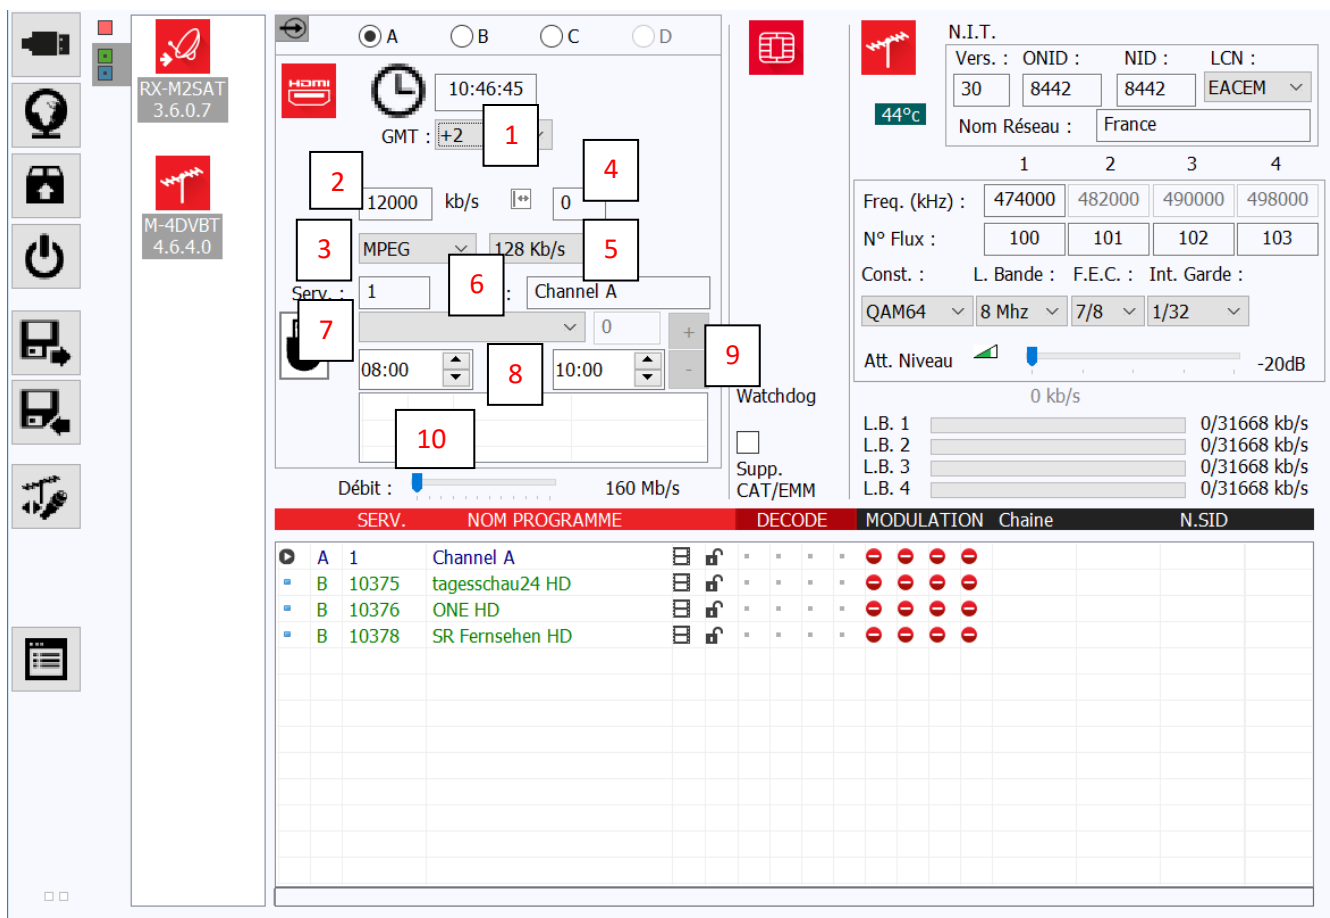 A B C D
HDMI
10:46:45
GMT : +2
1
2
12000 kb/s 0
4
3
MPEG 128 Kb/s
5
6
Serv. : 1 : Channel A
7
0 +
08:00 10:00 -
8
9
10
Débit : 160 Mb/s
RX-M2SAT
3.6.0.7
M-4DVBT
4.6.4.0
Watchdog
Supp.
CAT/EMM
44°c
N.I.T.
Vers. : ONID : NID : LCN :
30 8442 8442 EACEM
Nom Réseau : France
1 2 3 4
Freq. (kHz) : 474000 482000 490000 498000
N° Flux : 100 101 102 103
Const. : L. Bande : F.E.C. : Int. Garde :
QAM64 8 Mhz 7/8 1/32
Att. Niveau -20dB
0 kb/s
L.B. 1 0/31668 kb/s
L.B. 2 0/31668 kb/s
L.B. 3 0/31668 kb/s
L.B. 4 0/31668 kb/s
SERV. NOM PROGRAMME DECODE MODULATION Chaine N.SID
A 1 Channel A
B 10375 tagesschau24 HD
B 10376 ONE HD
B 10378 SR Fernsehen HD